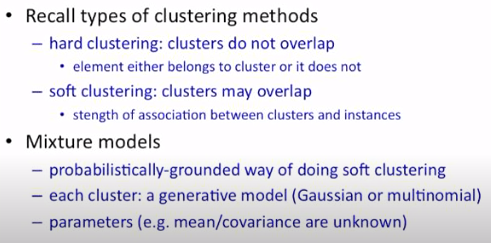 • Recall types of clustering methods
– hard clustering: clusters do not overlap
• element either belongs to cluster or it does not
– soft clustering: clusters may overlap
• stength of association between clusters and instances
• Mixture models
– probabilistically-grounded way of doing soft clustering
– each cluster: a generative model (Gaussian or multinomial)
– parameters (e.g. mean/covariance are unknown)